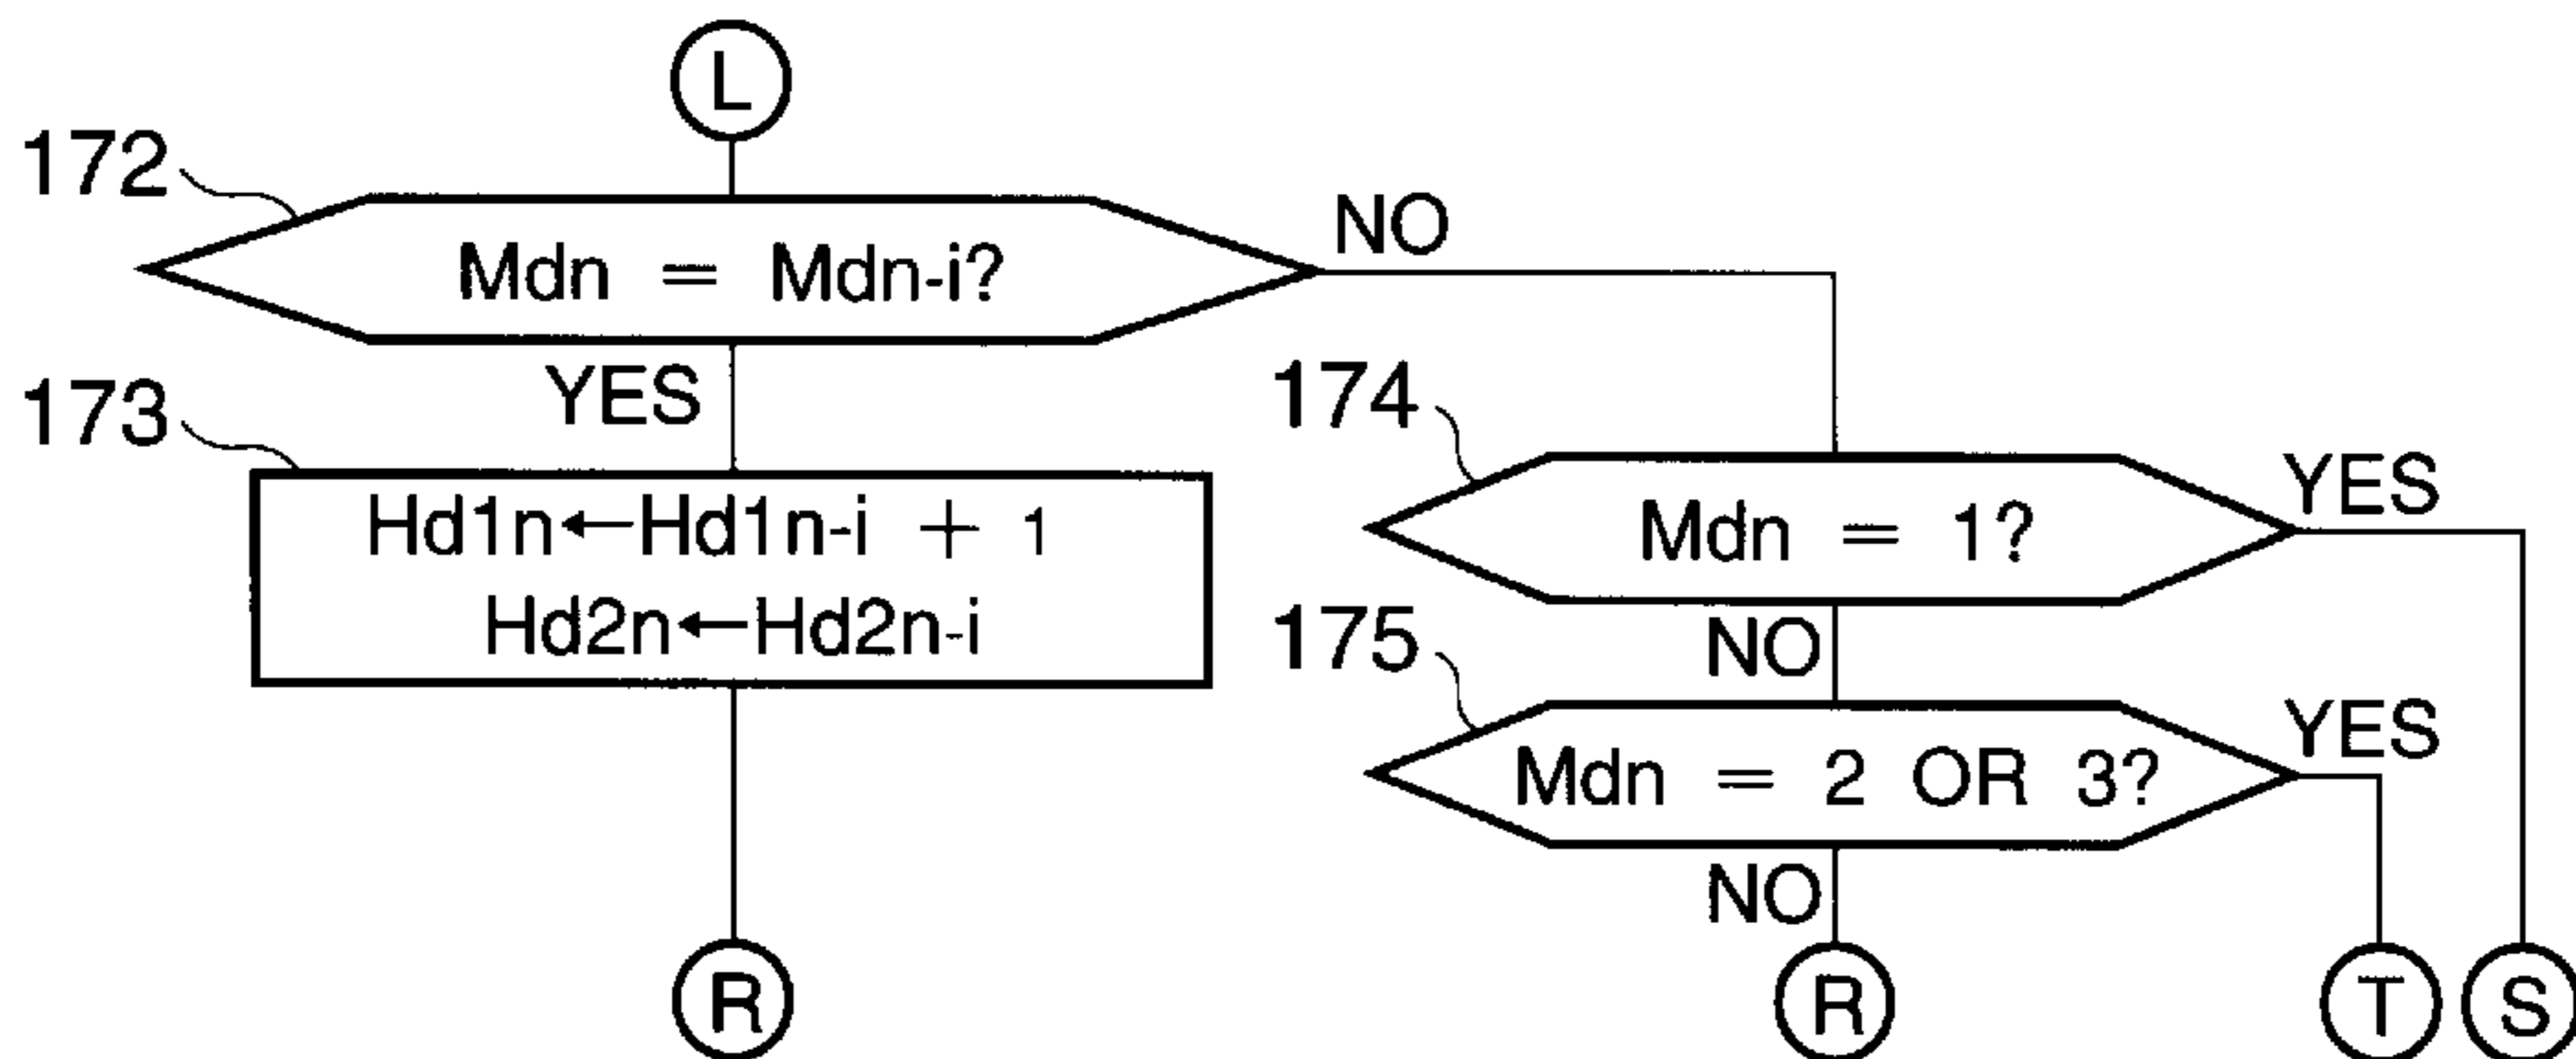 L
172
Mdn = Mdn-i?
NO
YES
173
Hd1n←Hd1n-i + 1
Hd2n←Hd2n-i
R
174
Mdn = 1?
YES
NO
175
Mdn = 2 OR 3?
YES
NO
R
T
S